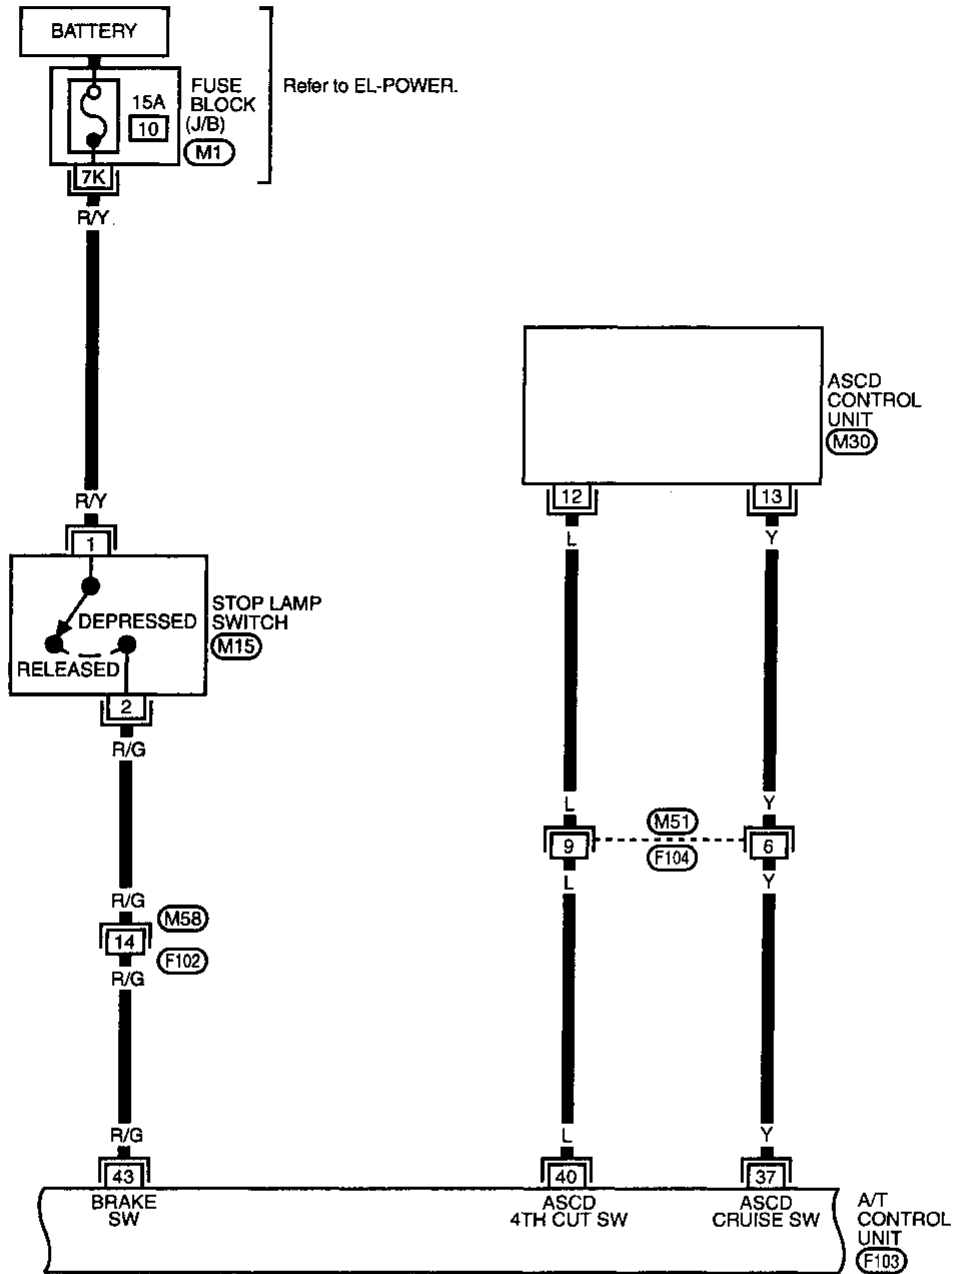 BATTERY
15A
10
FUSE
BLOCK
(J/B)
M1
Refer to EL-POWER.
7K
R/Y
R/Y
1
DEPRESSED
RELEASED
STOP LAMP
SWITCH
M15
2
R/G
R/G
14
M58
F102
R/G
R/G
43
BRAKE
SW
ASCD
CONTROL
UNIT
M30
12
13
L
Y
L
Y
9
M51
F104
6
L
Y
L
Y
40
37
ASCD
4TH CUT SW
ASCD
CRUISE SW
A/T
CONTROL
UNIT
F103